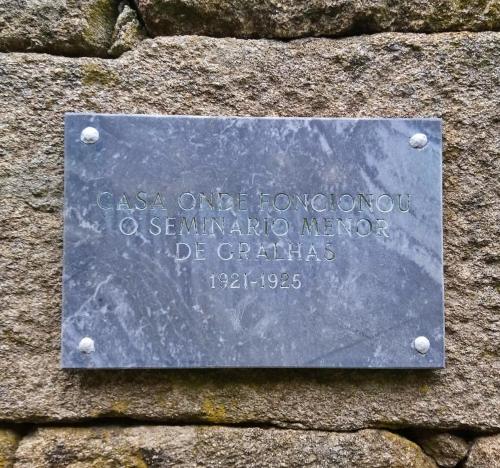 CASA ONDE FONCIONOU
O SEMINARIO MENOR
DE GRALHAS
1921-1925